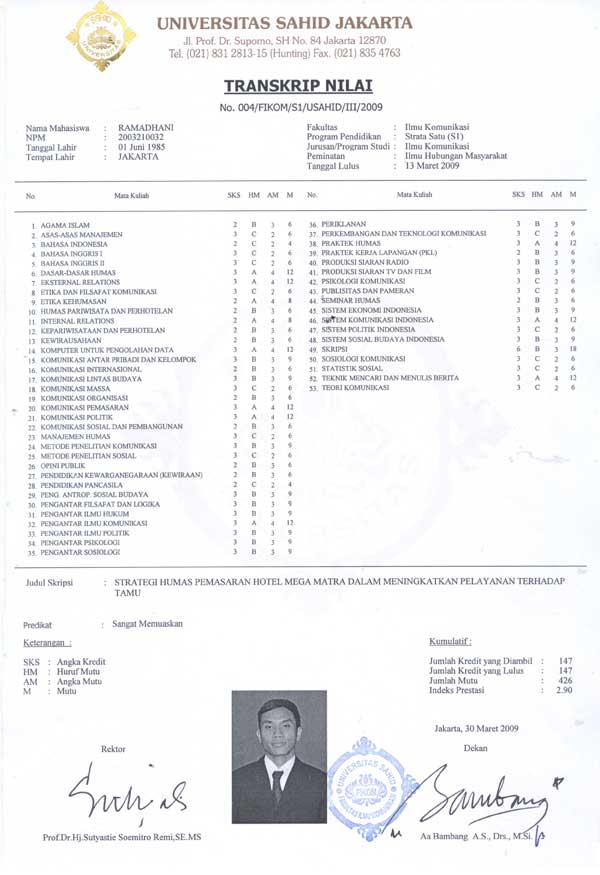 UNIVERSITAS SAHID JAKARTA
Jl. Prof. Dr. Supomo, SH No. 84 Jakarta 12870
Tel. (021) 831 2813-15 (Hunting) Fax. (021) 835 4763
TRANSKRIP NILAI
No. 004/FIKOM/S1/USAHID/III/2009
Nama Mahasiswa : RAMADHANI
NPM : 2003210032
Tanggal Lahir : 01 Juni 1985
Tempat Lahir : JAKARTA
Fakultas : Ilmu Komunikasi
Program Pendidikan : Strata Satu (S1)
Jurusan/Program Studi : Ilmu Komunikasi
Peminatan : Ilmu Hubungan Masyarakat
Tanggal Lulus : 13 Maret 2009
No. Mata Kuliah SKS HM AM M
1. AGAMA ISLAM 2 B 3 6
2. ASAS-ASAS MANAJEMEN 3 C 2 6
3. BAHASA INDONESIA 2 C 2 4
4. BAHASA INGGRIS I 2 B 3 6
5. BAHASA INGGRIS II 2 B 3 6
6. DASAR-DASAR HUMAS 3 A 4 12
7. EKSTERNAL RELATIONS 3 A 4 12
8. ETIKA DAN FILSAFAT KOMUNIKASI 3 C 2 6
9. ETIKA KEHUMASAN 2 A 4 8
10. HUMAS PARIWISATA DAN PERHOTELAN 2 B 3 6
11. INTERNAL RELATIONS 2 A 4 8
12. KEPARIWISATAAN DAN PERHOTELAN 2 B 3 6
13. KEWIRAUSAHAAN 2 B 3 6
14. KOMPUTER UNTUK PENGOLAHAN DATA 3 A 4 12
15. KOMUNIKASI ANTAR PRIBADI DAN KELOMPOK 3 B 3 9
16. KOMUNIKASI INTERNASIONAL 2 B 3 6
17. KOMUNIKASI LINTAS BUDAYA 3 B 3 9
18. KOMUNIKASI MASSA 3 C 2 6
19. KOMUNIKASI ORGANISASI 2 B 3 6
20. KOMUNIKASI PEMASARAN 3 A 4 12
21. KOMUNIKASI POLITIK 3 A 4 12
22. KOMUNIKASI SOSIAL DAN PEMBANGUNAN 2 B 3 6
23. MANAJEMEN HUMAS 3 C 2 6
24. METODE PENELITIAN KOMUNIKASI 3 B 3 9
25. METODE PENELITIAN SOSIAL 3 C 2 6
26. OPINI PUBLIK 2 B 3 6
27. PENDIDIKAN KEWARGANEGARAAN (KEWIRAAN) 2 B 3 6
28. PENDIDIKAN PANCASILA 2 C 2 4
29. PENG. ANTROP. SOSIAL BUDAYA 3 B 3 9
30. PENGANTAR FILSAFAT DAN LOGIKA 3 B 3 9
31. PENGANTAR ILMU HUKUM 3 B 3 9
32. PENGANTAR ILMU KOMUNIKASI 3 A 4 12
33. PENGANTAR ILMU POLITIK 3 B 3 9
34. PENGANTAR PSIKOLOGI 3 B 3 9
35. PENGANTAR SOSIOLOGI 3 B 3 9
No. Mata Kuliah SKS HM AM M
36. PERIKLANAN 3 B 3 9
37. PERKEMBANGAN DAN TEKNOLOGI KOMUNIKASI 3 C 2 6
38. PRAKTEK HUMAS 3 A 4 12
39. PRAKTEK KERJA LAPANGAN (PKL) 2 B 3 6
40. PRODUKSI SIARAN RADIO 3 B 3 9
41. PRODUKSI SIARAN TV DAN FILM 3 B 3 9
42. PSIKOLOGI KOMUNIKASI 3 C 2 6
43. PUBLISITAS DAN PAMERAN 3 C 2 6
44. SEMINAR HUMAS 2 B 3 6
45. SISTEM EKONOMI INDONESIA 3 B 3 9
46. SISTEM KOMUNIKASI INDONESIA 3 A 4 12
47. SISTEM POLITIK INDONESIA 3 C 2 6
48. SISTEM SOSIAL BUDAYA INDONESIA 3 B 3 9
49. SKRIPSI 6 B 3 18
50. SOSIOLOGI KOMUNIKASI 3 C 2 6
51. STATISTIK SOSIAL 3 C 2 6
52. TEKNIK MENCARI DAN MENULIS BERITA 3 A 4 12
53. TEORI KOMUNIKASI 3 C 2 6
Judul Skripsi : STRATEGI HUMAS PEMASARAN HOTEL MEGA MATRA DALAM MENINGKATKAN PELAYANAN TERHADAP
TAMU
Predikat : Sangat Memuaskan
Keterangan :
SKS : Angka Kredit
HM : Huruf Mutu
AM : Angka Mutu
M : Mutu
Kumulatif :
Jumlah Kredit yang Diambil : 147
Jumlah Kredit yang Lulus : 147
Jumlah Mutu : 426
Indeks Prestasi : 2.90
Jakarta, 30 Maret 2009
Rektor
Dekan
UNIVERSITAS SAHID
FIKOM
FAKULTAS ILMU KOMUNIKASI
Bambang
Prof.Dr.Hj.Sutyastie Soemitro Remi,SE.MS
Aa Bambang A.S., Drs., M.Si.